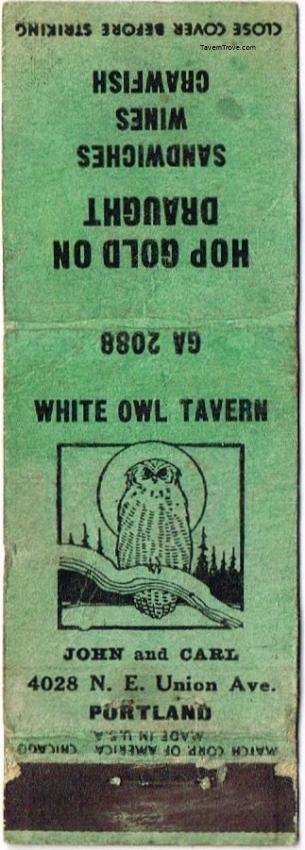 CLOSE COVER BEFORE STRIKING
TavernTrove.com
HOP GOLD ON
DRAUGHT
SANDWICHES
WINES
CRAWFISH
GA 2088
WHITE OWL TAVERN
JOHN and CARL
4028 N. E. Union Ave.
PORTLAND
MATCH CORP. OF AMERICA CHICAGO
MADE IN U.S.A.